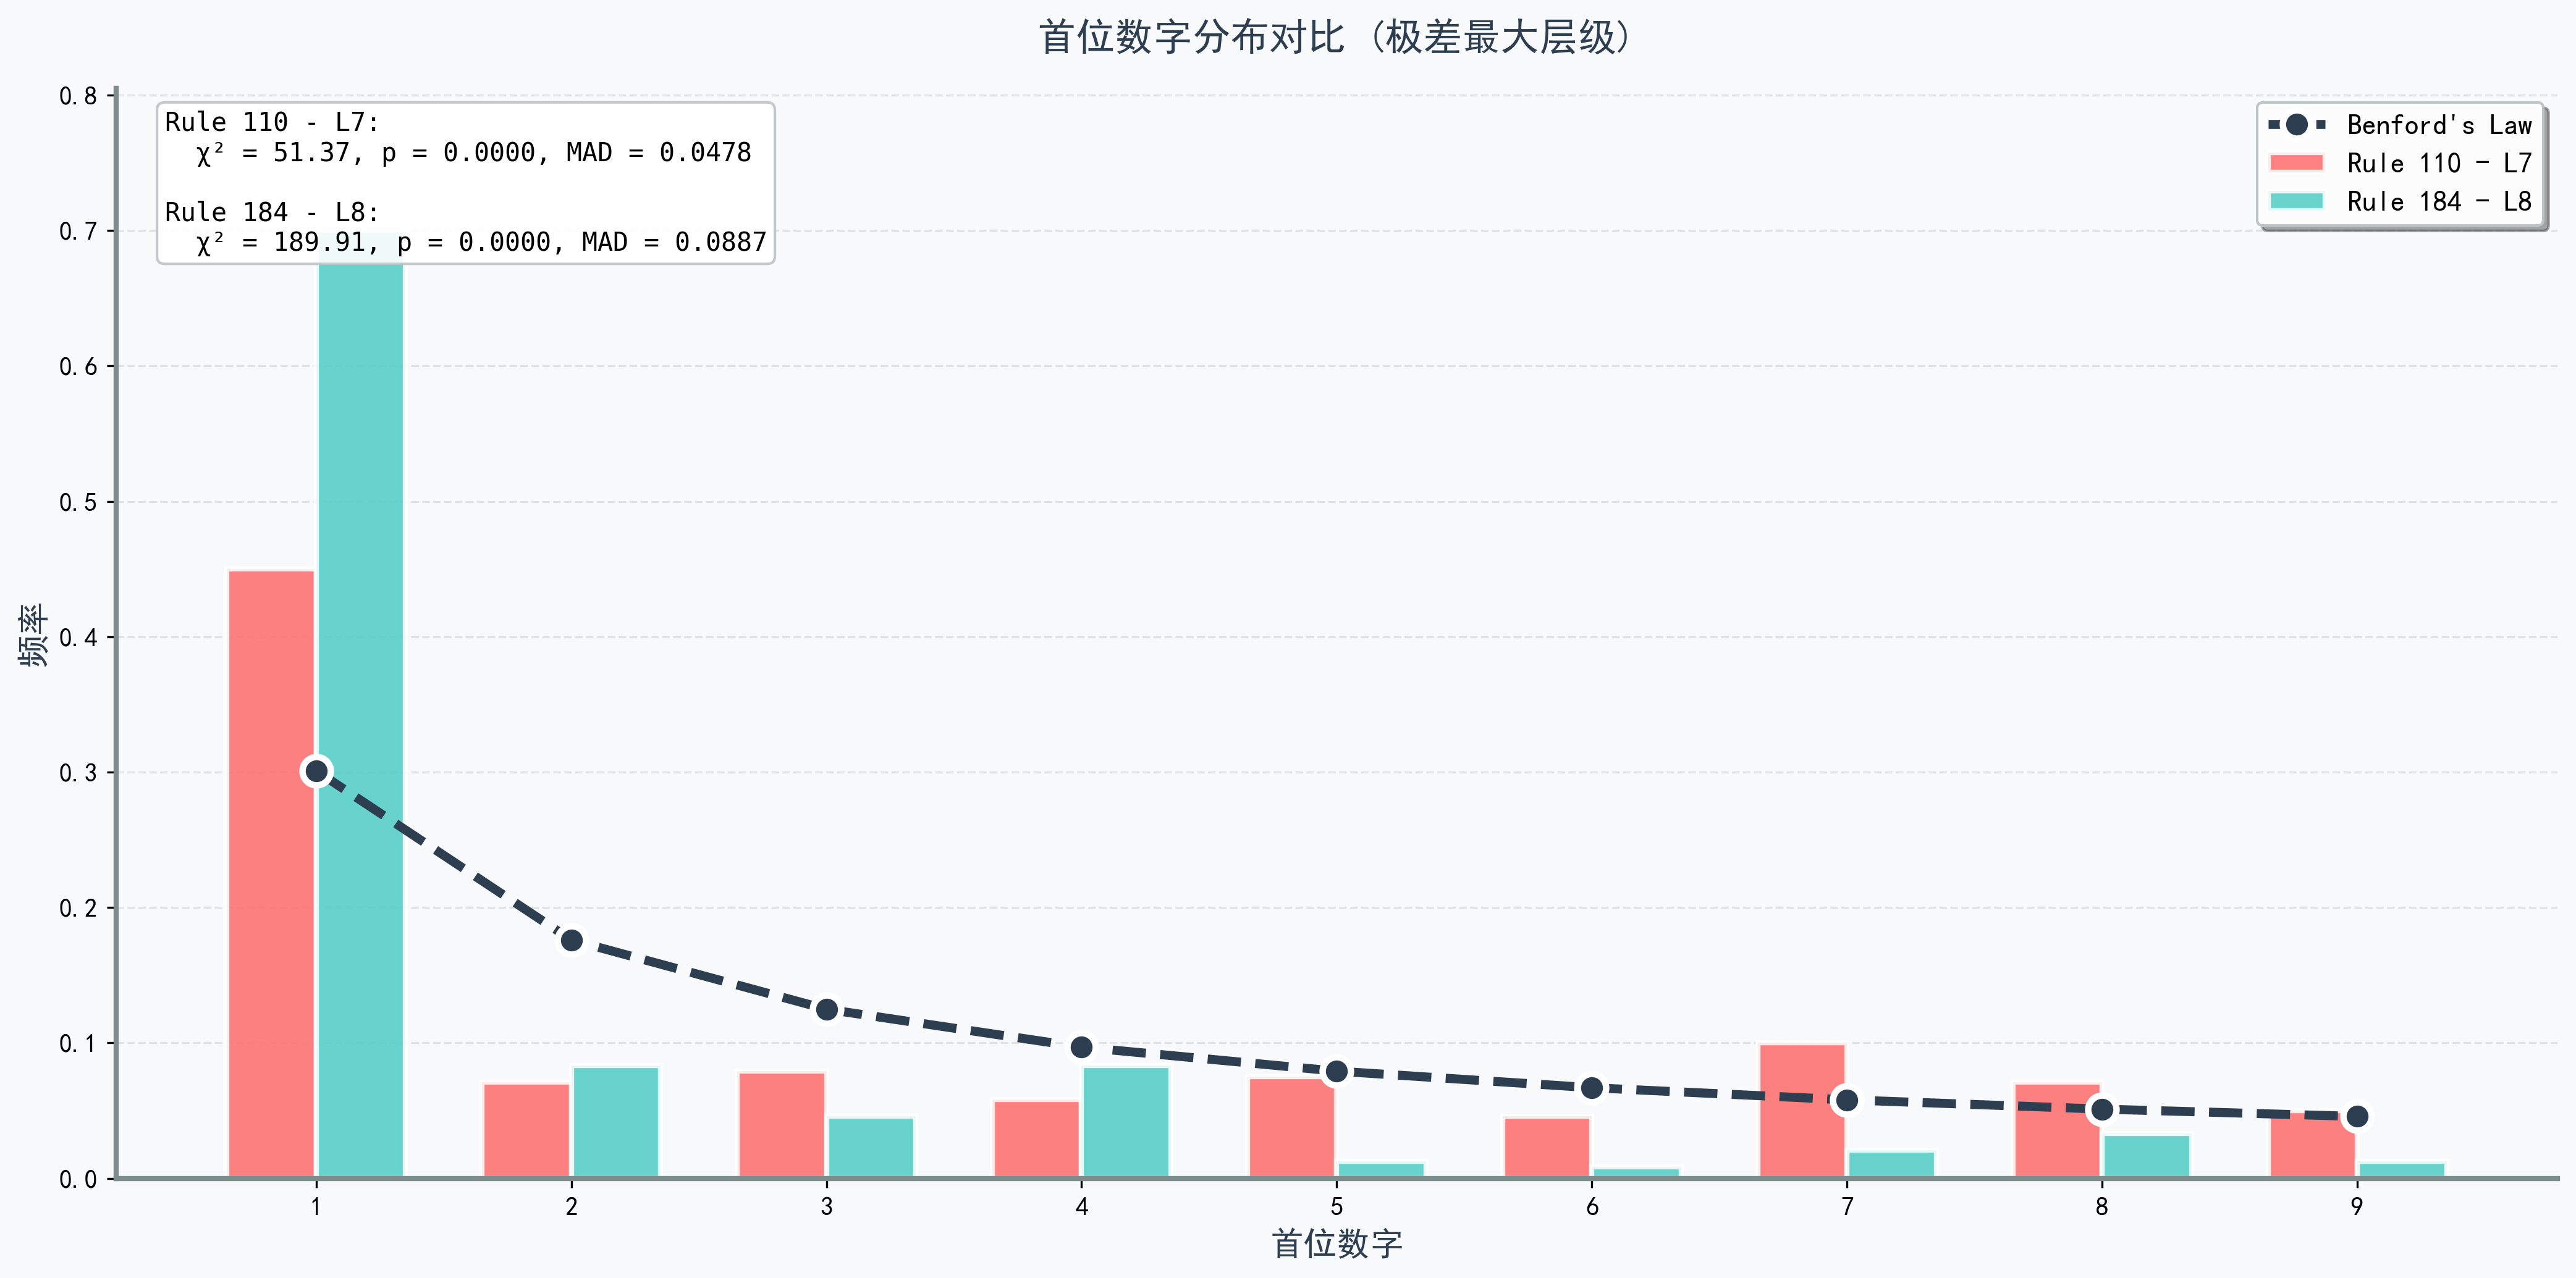 首位数字分布对比 (极差最大层级)
Rule 110 - L7:
χ² = 51.37, p = 0.0000, MAD = 0.0478
Rule 184 - L8:
χ² = 189.91, p = 0.0000, MAD = 0.0887
Benford's Law
Rule 110 - L7
Rule 184 - L8
频率
0.8
0.7
0.6
0.5
0.4
0.3
0.2
0.1
0.0
1 2 3 4 5 6 7 8 9
首位数字